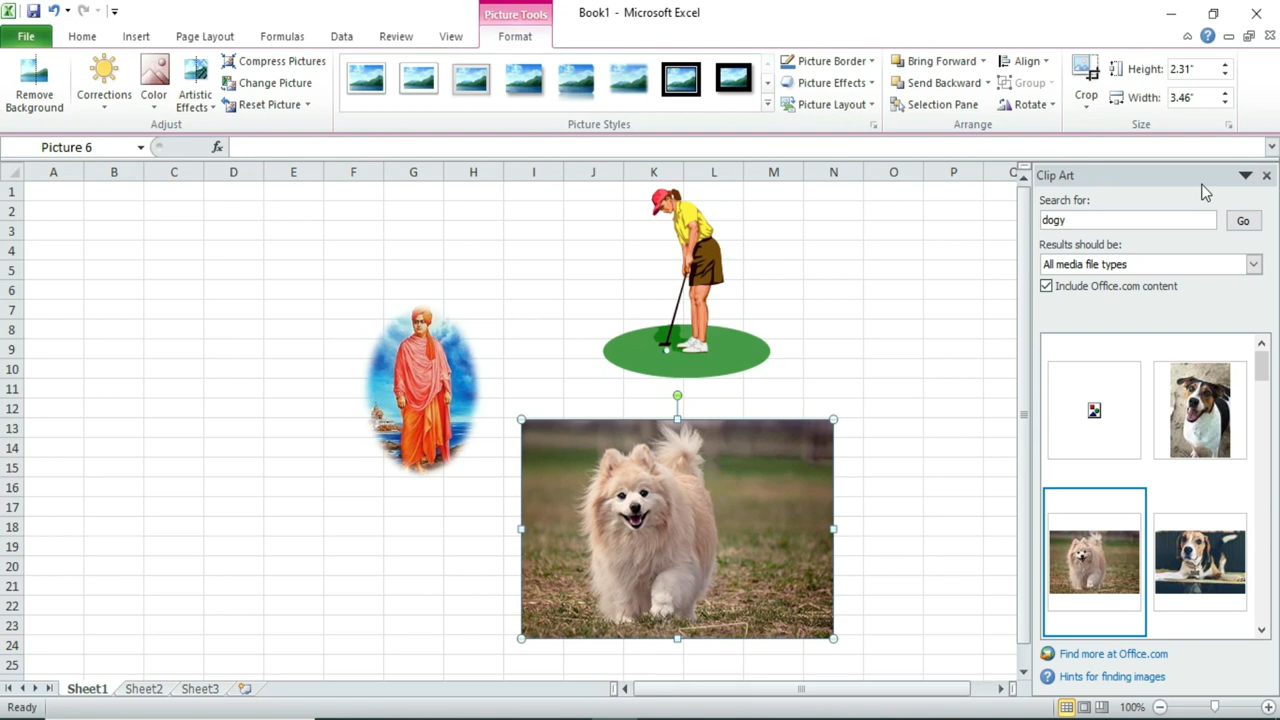 Picture Tools
Book1 - Microsoft Excel
File Home Insert Page Layout Formulas Data Review View Format
Remove Background
Corrections
Color
Artistic Effects
Compress Pictures
Change Picture
Reset Picture
Adjust
Picture Styles
Picture Border
Picture Effects
Picture Layout
Bring Forward
Send Backward
Selection Pane
Align
Group
Rotate
Arrange
Crop
Height: 2.31"
Width: 3.46"
Size
Picture 6
fx
A B C D E F G H I J K L M N O P
1
2
3
4
5
6
7
8
9
10
11
12
13
14
15
16
17
18
19
20
21
22
23
24
25
Clip Art
Search for:
dogy Go
Results should be:
All media file types
Include Office.com content
Find more at Office.com
Hints for finding images
Sheet1 Sheet2 Sheet3
Ready
100%